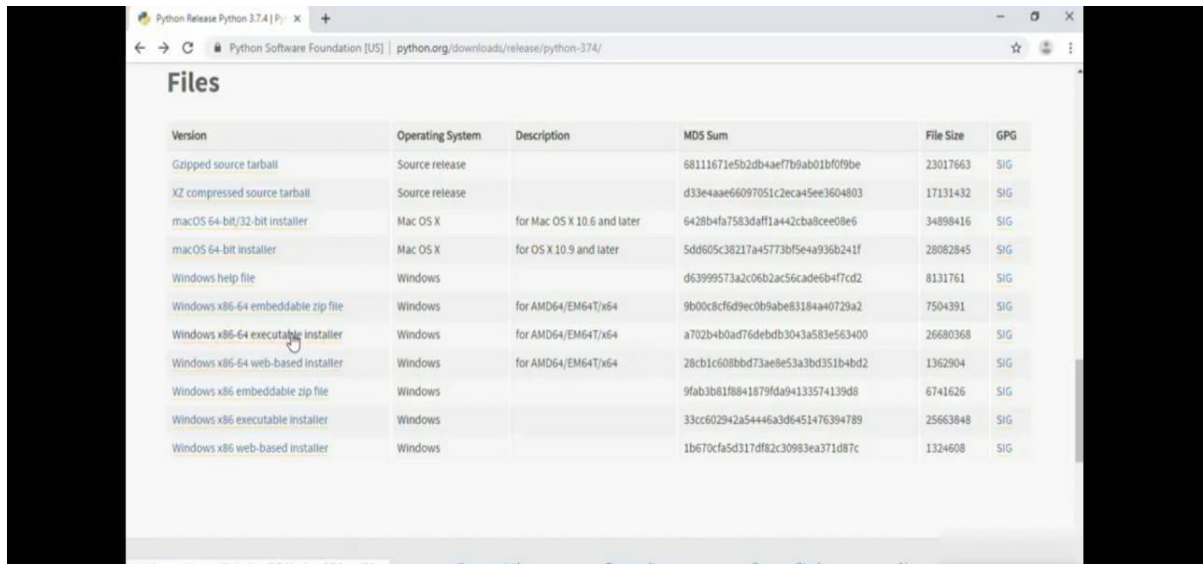 Python Release Python 3.7.4 | Py
Python Software Foundation [US] | python.org/downloads/release/python-374/
Files
Version Operating System Description MD5 Sum File Size GPG
Gzipped source tarball Source release 68111671e5b2db4aef7b9ab01bf0f9be 23017663 SIG
XZ compressed source tarball Source release d33e4aae66097051c2eca45ee3604803 17131432 SIG
macOS 64-bit/32-bit installer Mac OS X for Mac OS X 10.6 and later 6428b4fa7583daff1a442cba8cee08e6 34898416 SIG
macOS 64-bit installer Mac OS X for OS X 10.9 and later 5dd605c38217a45773bf5e4a936b241f 28082845 SIG
Windows help file Windows d63999573a2c06b2ac56cade6b4f7cd2 8131761 SIG
Windows x86-64 embeddable zip file Windows for AMD64/EM64T/x64 9b00c8cf6d9ec0b9abe83184a40729a2 7504391 SIG
Windows x86-64 executable installer Windows for AMD64/EM64T/x64 a702b4b0ad76debdb3043a583e563400 26680368 SIG
Windows x86-64 web-based installer Windows for AMD64/EM64T/x64 28cb1c608bbd73ae8e53a3bd351b4bd2 1362904 SIG
Windows x86 embeddable zip file Windows 9fab3b81f8841879fda94133574139d8 6741626 SIG
Windows x86 executable installer Windows 33cc602942a54446a3d6451476394789 25663848 SIG
Windows x86 web-based installer Windows 1b670cfa5d317df82c30983ea371d87c 1324608 SIG